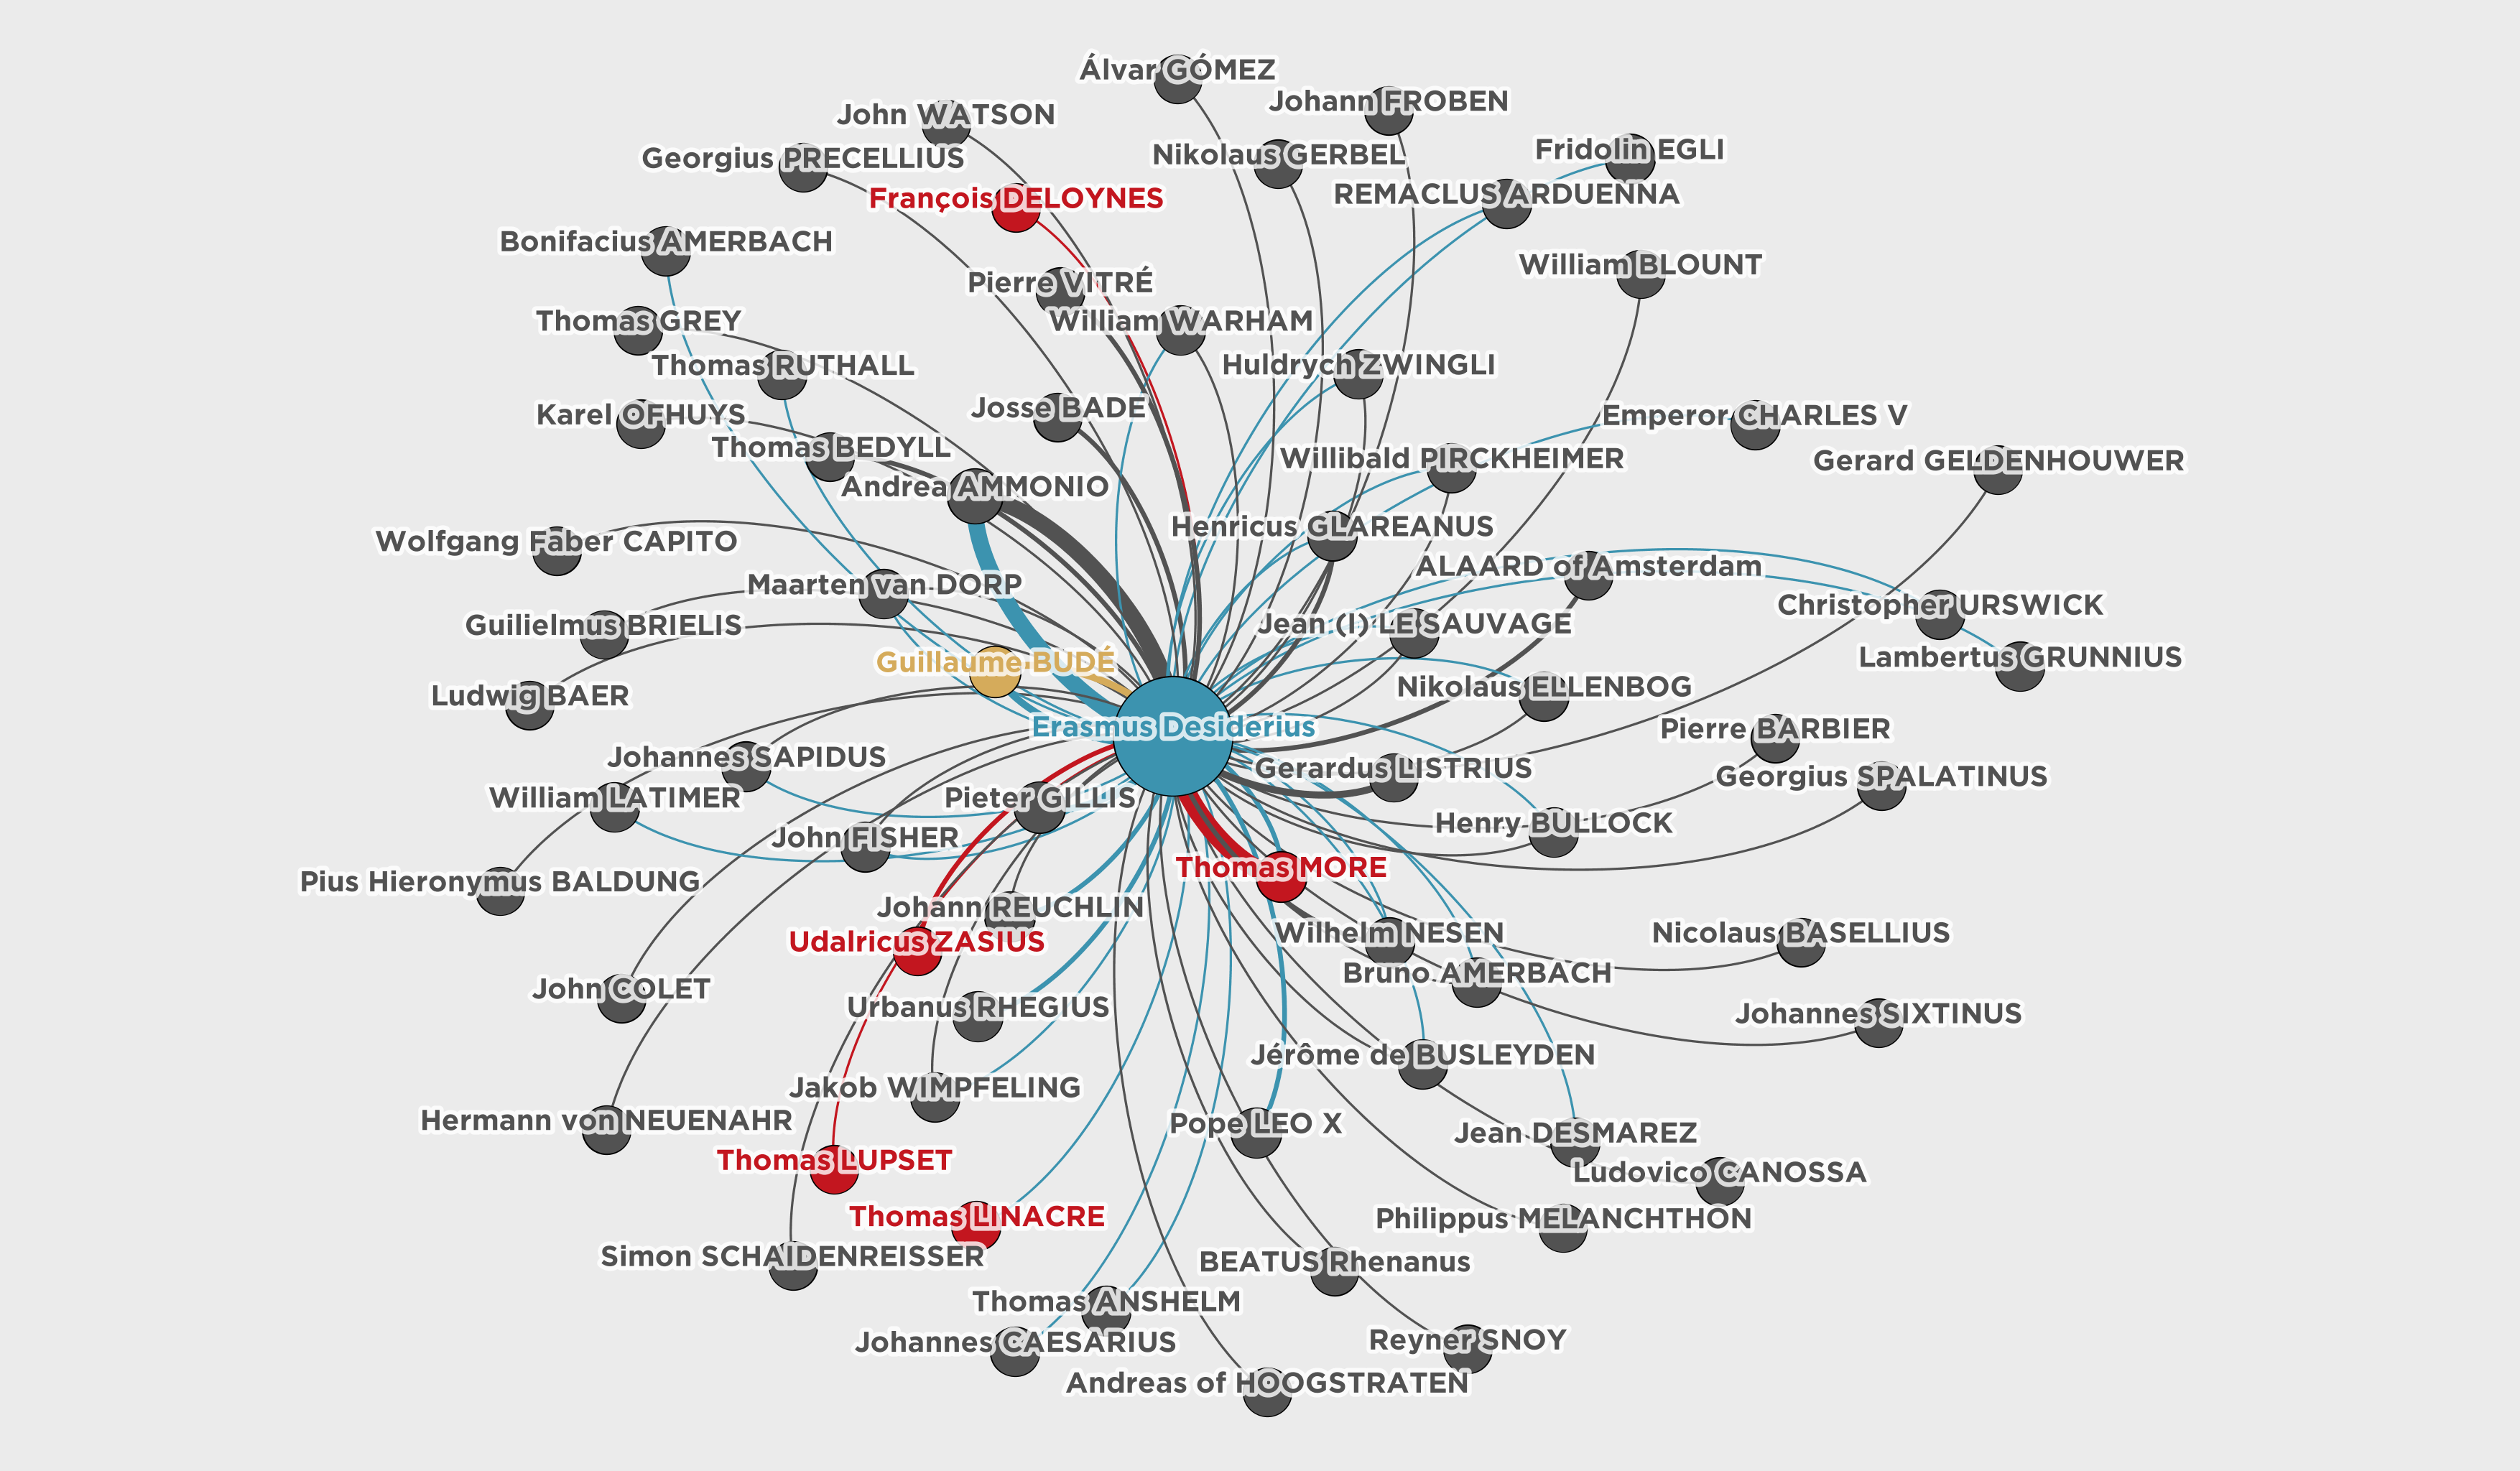 Álvar GÓMEZ
Johann FROBEN
John WATSON
Fridolin EGLI
Nikolaus GERBEL
Georgius PRECELLIUS
REMACLUS ARDUENNA
François DELOYNES
Bonifacius AMERBACH
William BLOUNT
Pierre VITRÉ
Thomas GREY
William WARHAM
Thomas RUTHALL
Huldrych ZWINGLI
Josse BADE
Karel OFHUYS
Emperor CHARLES V
Thomas BEDYLL
Willibald PIRCKHEIMER
Gerard GELDENHOUWER
Andrea AMMONIO
Henricus GLAREANUS
Wolfgang Faber CAPITO
ALAARD of Amsterdam
Maarten van DORP
Christopher URSWICK
Guilielmus BRIELIS
Jean (I) LE SAUVAGE
Lambertus GRUNNIUS
Guillaume BUDÉ
Nikolaus ELLENBOG
Ludwig BAER
Erasmus Desiderius
Pierre BARBIER
Johannes SAPIDUS
Gerardus LISTRIUS
Georgius SPALATINUS
William LATIMER
Pieter GILLIS
Henry BULLOCK
John FISHER
Thomas MORE
Pius Hieronymus BALDUNG
Johann REUCHLIN
Wilhelm NESEN
Nicolaus BASELLIUS
Udalricus ZASIUS
Bruno AMERBACH
John COLET
Urbanus RHEGIUS
Johannes SIXTINUS
Jérôme de BUSLEYDEN
Jakob WIMPFELING
Hermann von NEUENAHR
Pope LEO X
Jean DESMAREZ
Thomas LUPSET
Ludovico CANOSSA
Thomas LINACRE
Philippus MELANCHTHON
Simon SCHAIDENREISSER
BEATUS Rhenanus
Thomas ANSHELM
Johannes CAESARIUS
Reyner SNOY
Andreas of HOOGSTRATEN